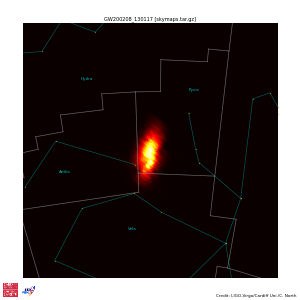 GW200208_130117 [skymaps.tar.gz]
Hydra
Pyxis
Antlia
Vela
Credit: LIGO-Virgo/Cardiff Uni./C. North